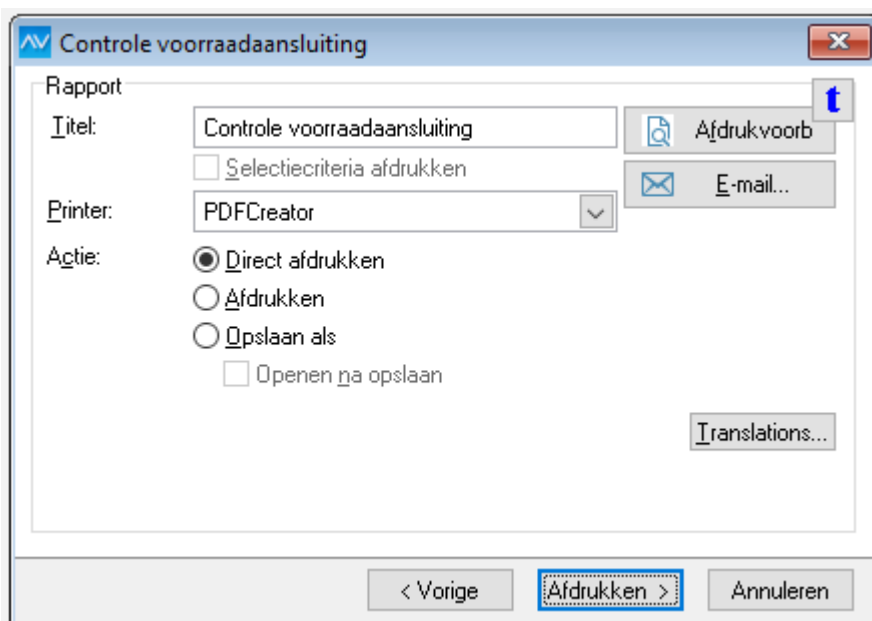 Controle voorraadaansluiting
Rapport
t
Titel: Controle voorraadaansluiting Afdrukvoorb
Selectiecriteria afdrukken
E-mail...
Printer: PDFCreator
Actie: Direct afdrukken
Afdrukken
Opslaan als
Openen na opslaan
Translations...
< Vorige Afdrukken > Annuleren